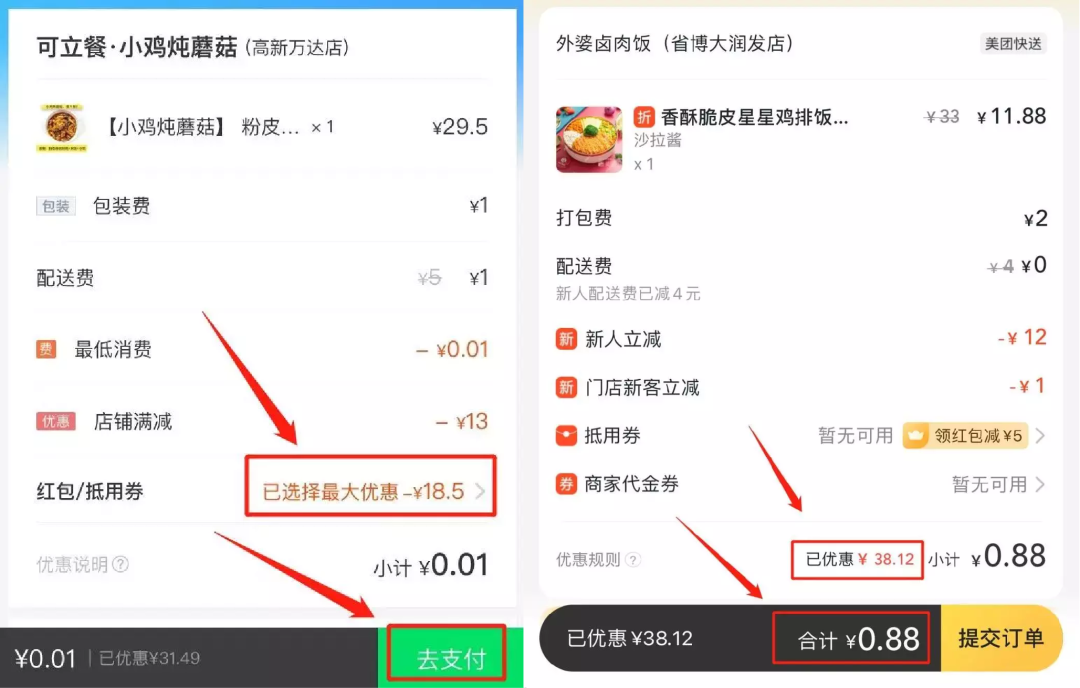 可立餐·小鸡炖蘑菇 (高新万达店)
【小鸡炖蘑菇】 粉皮... ×1 ¥29.5
包装 包装费 ¥1
配送费 ¥5 ¥1
费 最低消费 – ¥0.01
优惠 店铺满减 – ¥13
红包/抵用券 已选择最大优惠 –¥18.5 >
优惠说明? 小计 ¥0.01
¥0.01 | 已优惠¥31.49 去支付
外婆卤肉饭（省博大润发店） 美团快送
折 香酥脆皮星星鸡排饭... ¥33 ¥11.88
沙拉酱
x 1
打包费 ¥2
配送费 ¥4 ¥0
新人配送费已减4元
新 新人立减 -¥ 12
新 门店新客立减 -¥ 1
抵用券 暂无可用 领红包减¥5 >
券 商家代金券 暂无可用 >
优惠规则? 已优惠 ¥ 38.12 小计 ¥0.88
已优惠 ¥38.12 合计 ¥0.88 提交订单